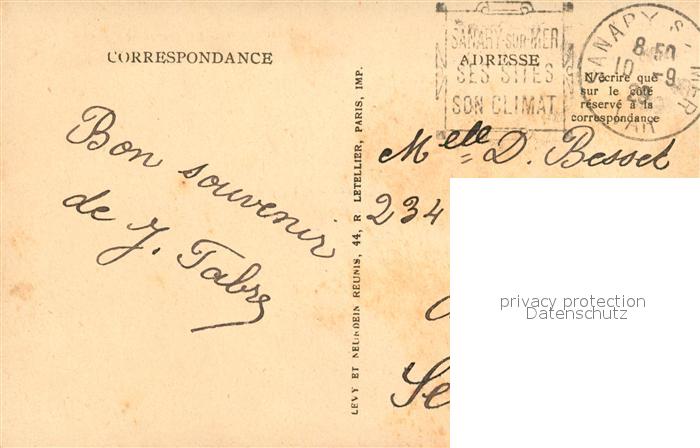 CORRESPONDANCE
Bon souvenir
de J. Fabre
LEVY ET NEURDEIN REUNIS, 44, R LETELLIER, PARIS, IMP.
SANARY-SUR-MER
SES SITES
SON CLIMAT
SANARY S MER
8 50
10 -9
VAR
ADRESSE
N'écrire que
sur le côté
réservé à la
correspondance
Melle D. Besset
234
privacy protection
Datenschutz